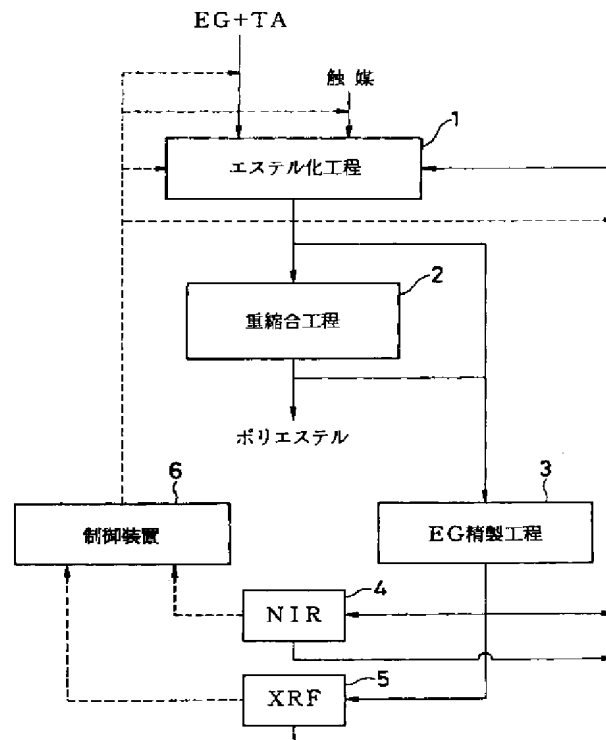 EG+TA
触媒
1
エステル化工程
2
重縮合工程
ポリエステル
6
3
制御装置
EG精製工程
4
NIR
5
XRF